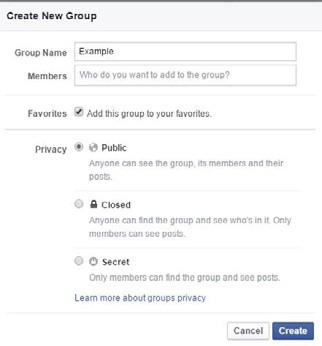 Create New Group
Group Name Example
Members Who do you want to add to the group?
Favorites Add this group to your favorites.
Privacy Public
Anyone can see the group, its members and their
posts.
Closed
Anyone can find the group and see who's in it. Only
members can see posts.
Secret
Only members can find the group and see posts.
Learn more about groups privacy
Cancel Create